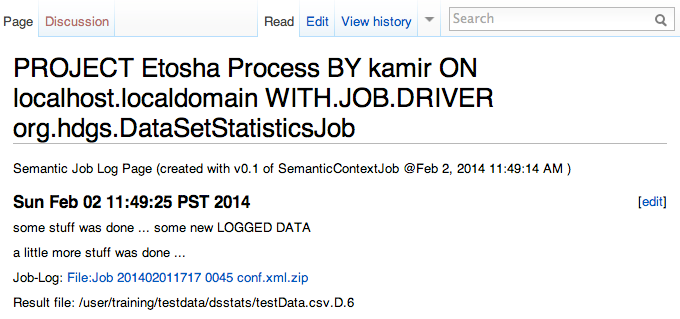 Page Discussion Read Edit View history Search
PROJECT Etosha Process BY kamir ON
localhost.localdomain WITH.JOB.DRIVER
org.hdgs.DataSetStatisticsJob
Semantic Job Log Page (created with v0.1 of SemanticContextJob @Feb 2, 2014 11:49:14 AM )
Sun Feb 02 11:49:25 PST 2014 [edit]
some stuff was done ... some new LOGGED DATA
a little more stuff was done ...
Job-Log: File:Job 201402011717 0045 conf.xml.zip
Result file: /user/training/testdata/dsstats/testData.csv.D.6